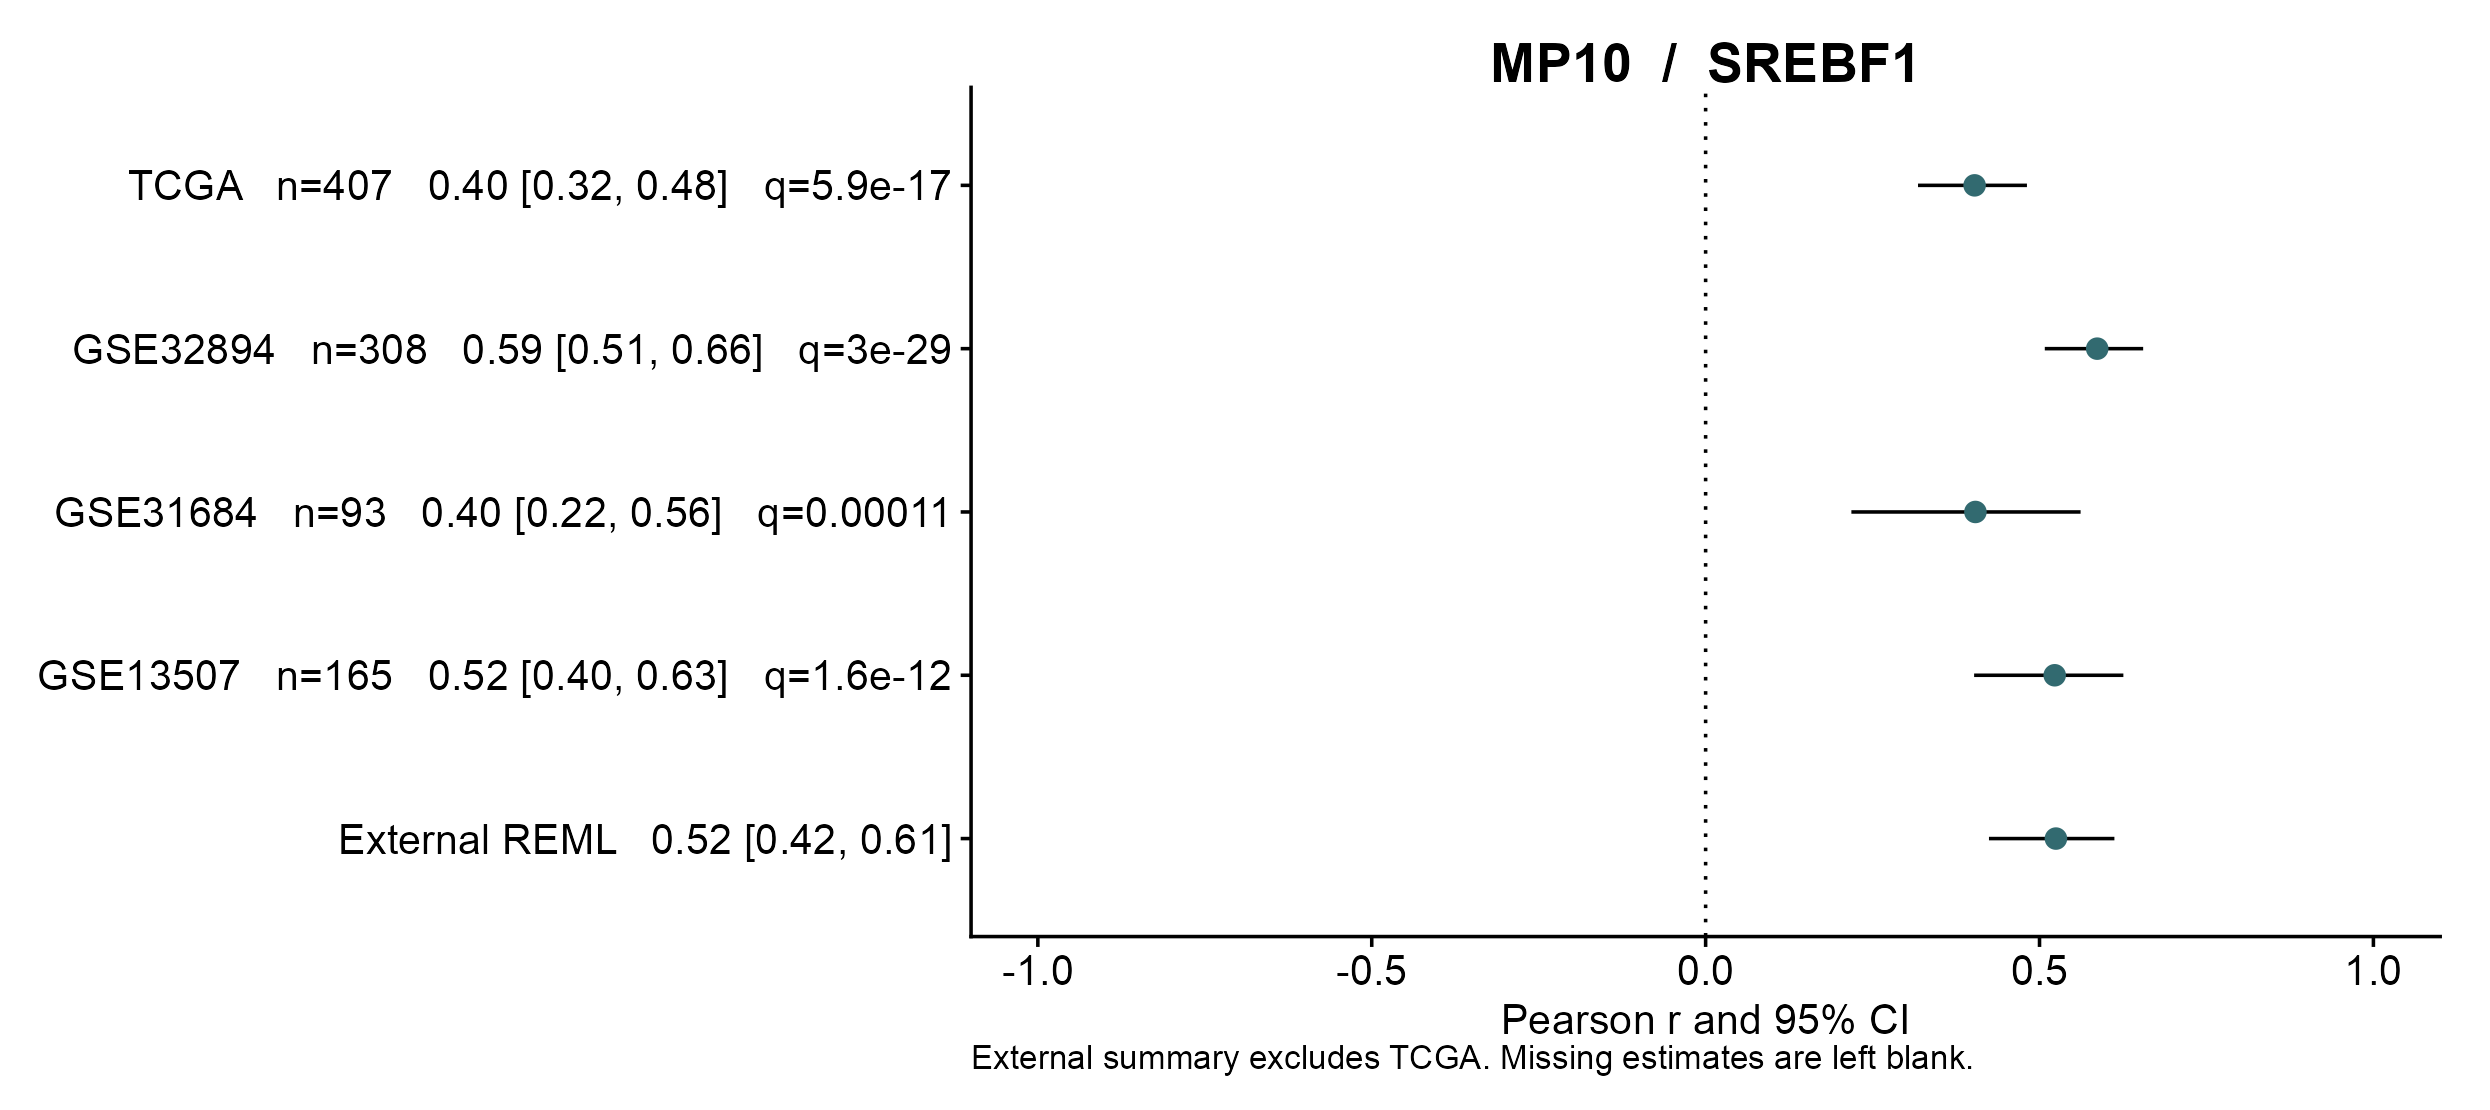 MP10 / SREBF1
TCGA n=407 0.40 [0.32, 0.48] q=5.9e-17
GSE32894 n=308 0.59 [0.51, 0.66] q=3e-29
GSE31684 n=93 0.40 [0.22, 0.56] q=0.00011
GSE13507 n=165 0.52 [0.40, 0.63] q=1.6e-12
External REML 0.52 [0.42, 0.61]
-1.0 -0.5 0.0 0.5 1.0
Pearson r and 95% CI
External summary excludes TCGA. Missing estimates are left blank.